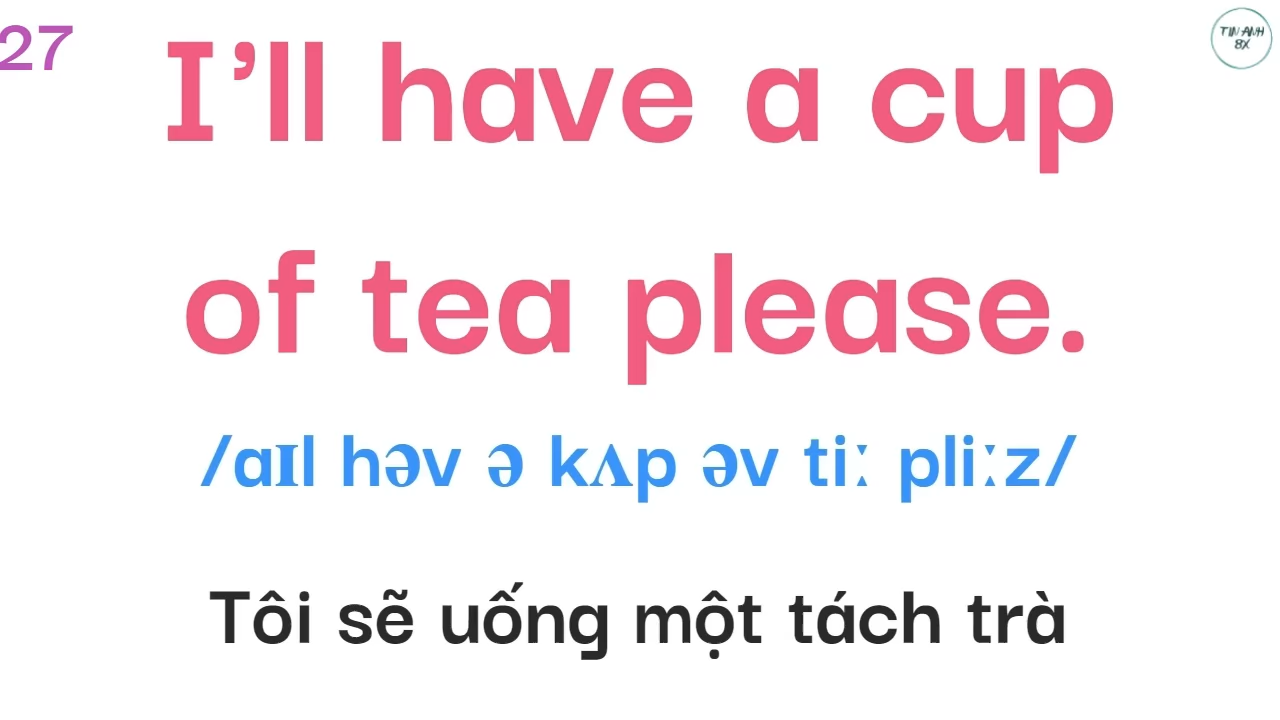 27
TIN ANH
8X
I’ll have a cup
of tea please.
/aɪl həv ə kʌp əv tiː pliːz/
Tôi sẽ uống một tách trà